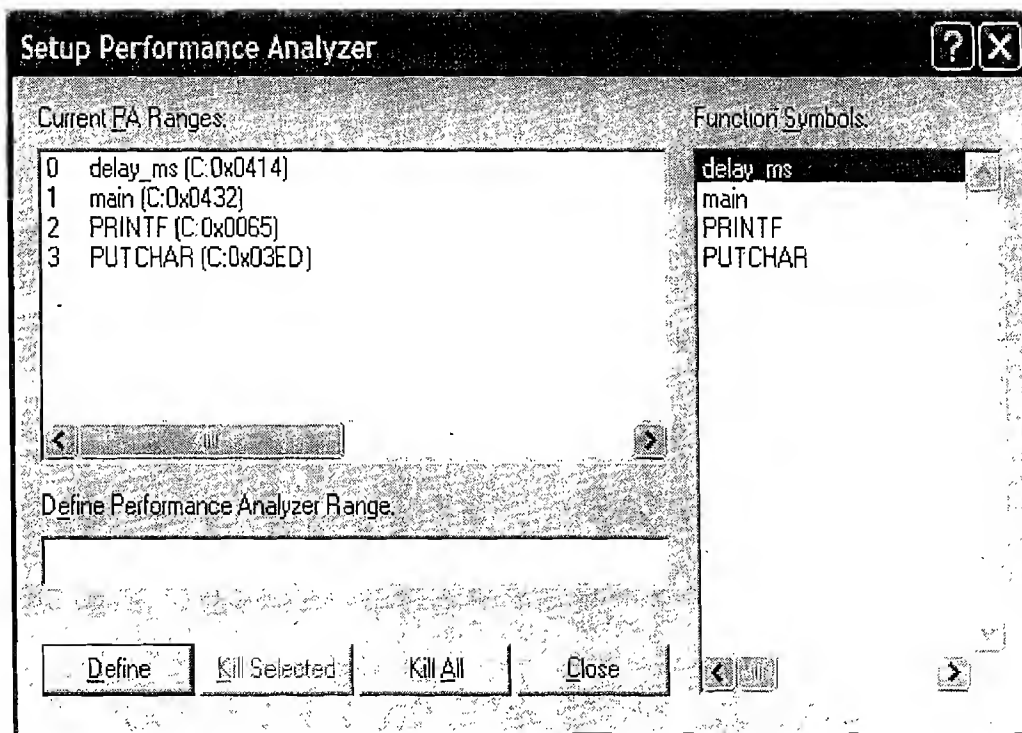 Setup Performance Analyzer
Current PA Ranges:
0 delay_ms (C:0x0414)
1 main (C:0x0432)
2 PRINTF (C:0x0065)
3 PUTCHAR (C:0x03ED)
Define Performance Analyzer Range:
Define Kill Selected Kill All Close
Function Symbols:
delay_ms
main
PRINTF
PUTCHAR